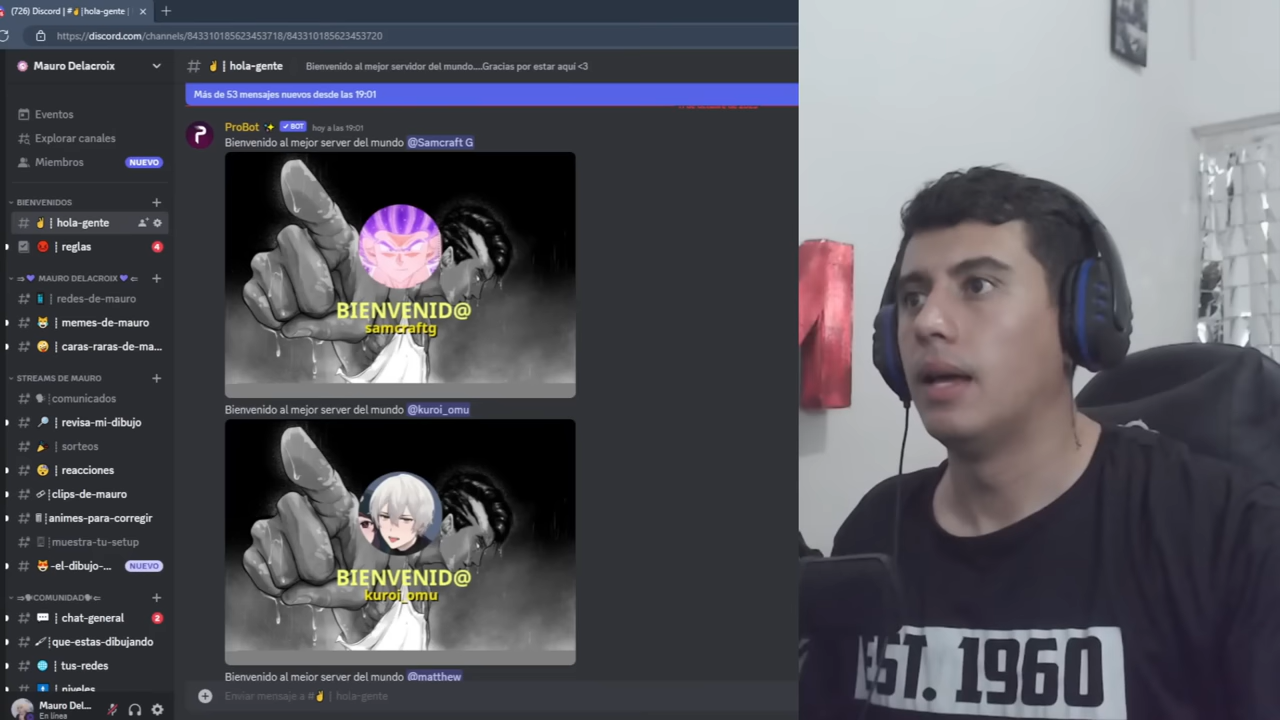 (726) Discord | #✌|hola-gente |
https://discord.com/channels/843310185623453718/843310185623453720
Mauro Delacroix
Eventos
Explorar canales
Miembros NUEVO
BIENVENIDOS
✌ | hola-gente
reglas 4
MAURO DELACROIX
redes-de-mauro
memes-de-mauro
caras-raras-de-ma...
STREAMS DE MAURO
comunicados
revisa-mi-dibujo
sorteos
reacciones
clips-de-mauro
animes-para-corregir
muestra-tu-setup
-el-dibujo-... NUEVO
COMUNIDAD
chat-general 2
que-estas-dibujando
tus-redes
niveles
Mauro Del...
En línea
# ✌ | hola-gente Bienvenido al mejor servidor del mundo....Gracias por estar aquí <3
Más de 53 mensajes nuevos desde las 19:01
ProBot ✨ ✓ BOT hoy a las 19:01
Bienvenido al mejor server del mundo @Samcraft G
BIENVENID@
samcraftg
Bienvenido al mejor server del mundo @kuroi_omu
BIENVENID@
kuroi_omu
Bienvenido al mejor server del mundo @matthew
Enviar mensaje a #✌ | hola-gente
EST. 1960